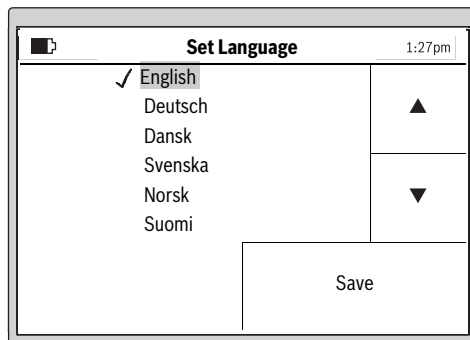 Set Language 1:27pm
✓ English
Deutsch
Dansk
Svenska
Norsk
Suomi
Save